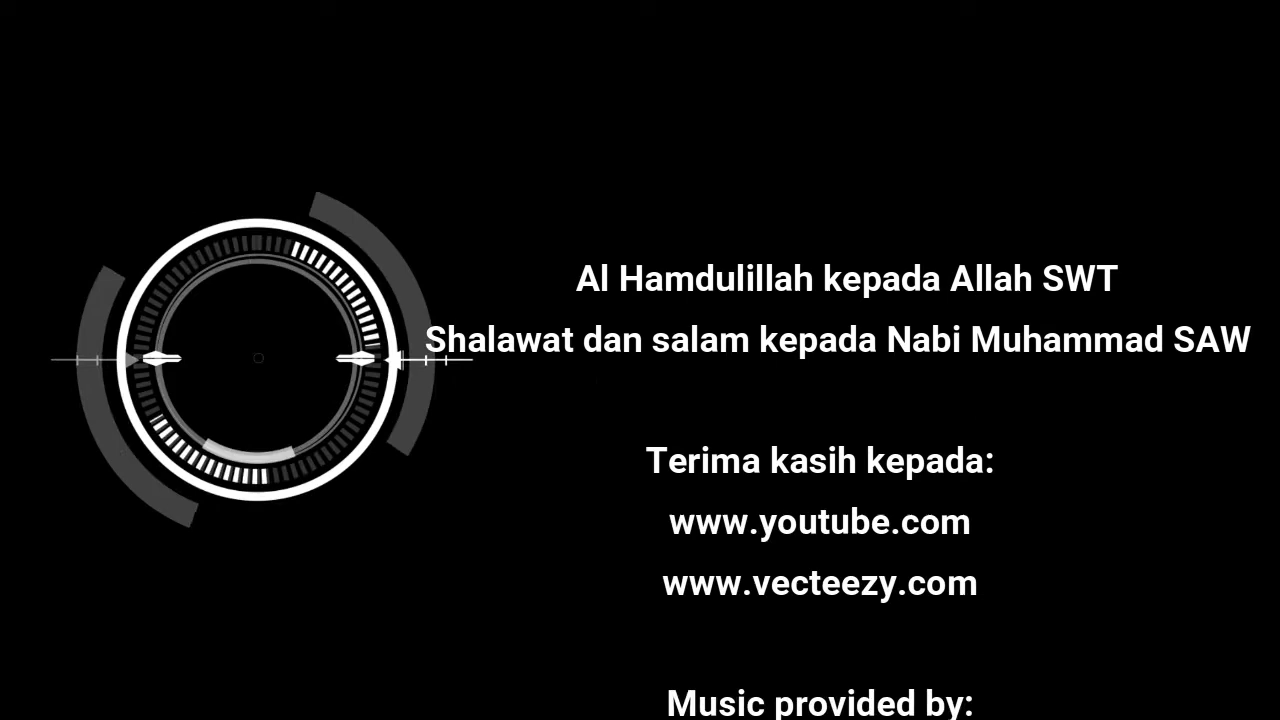 Al Hamdulillah kepada Allah SWT
Shalawat dan salam kepada Nabi Muhammad SAW
Terima kasih kepada:
www.youtube.com
www.vecteezy.com
Music provided by: